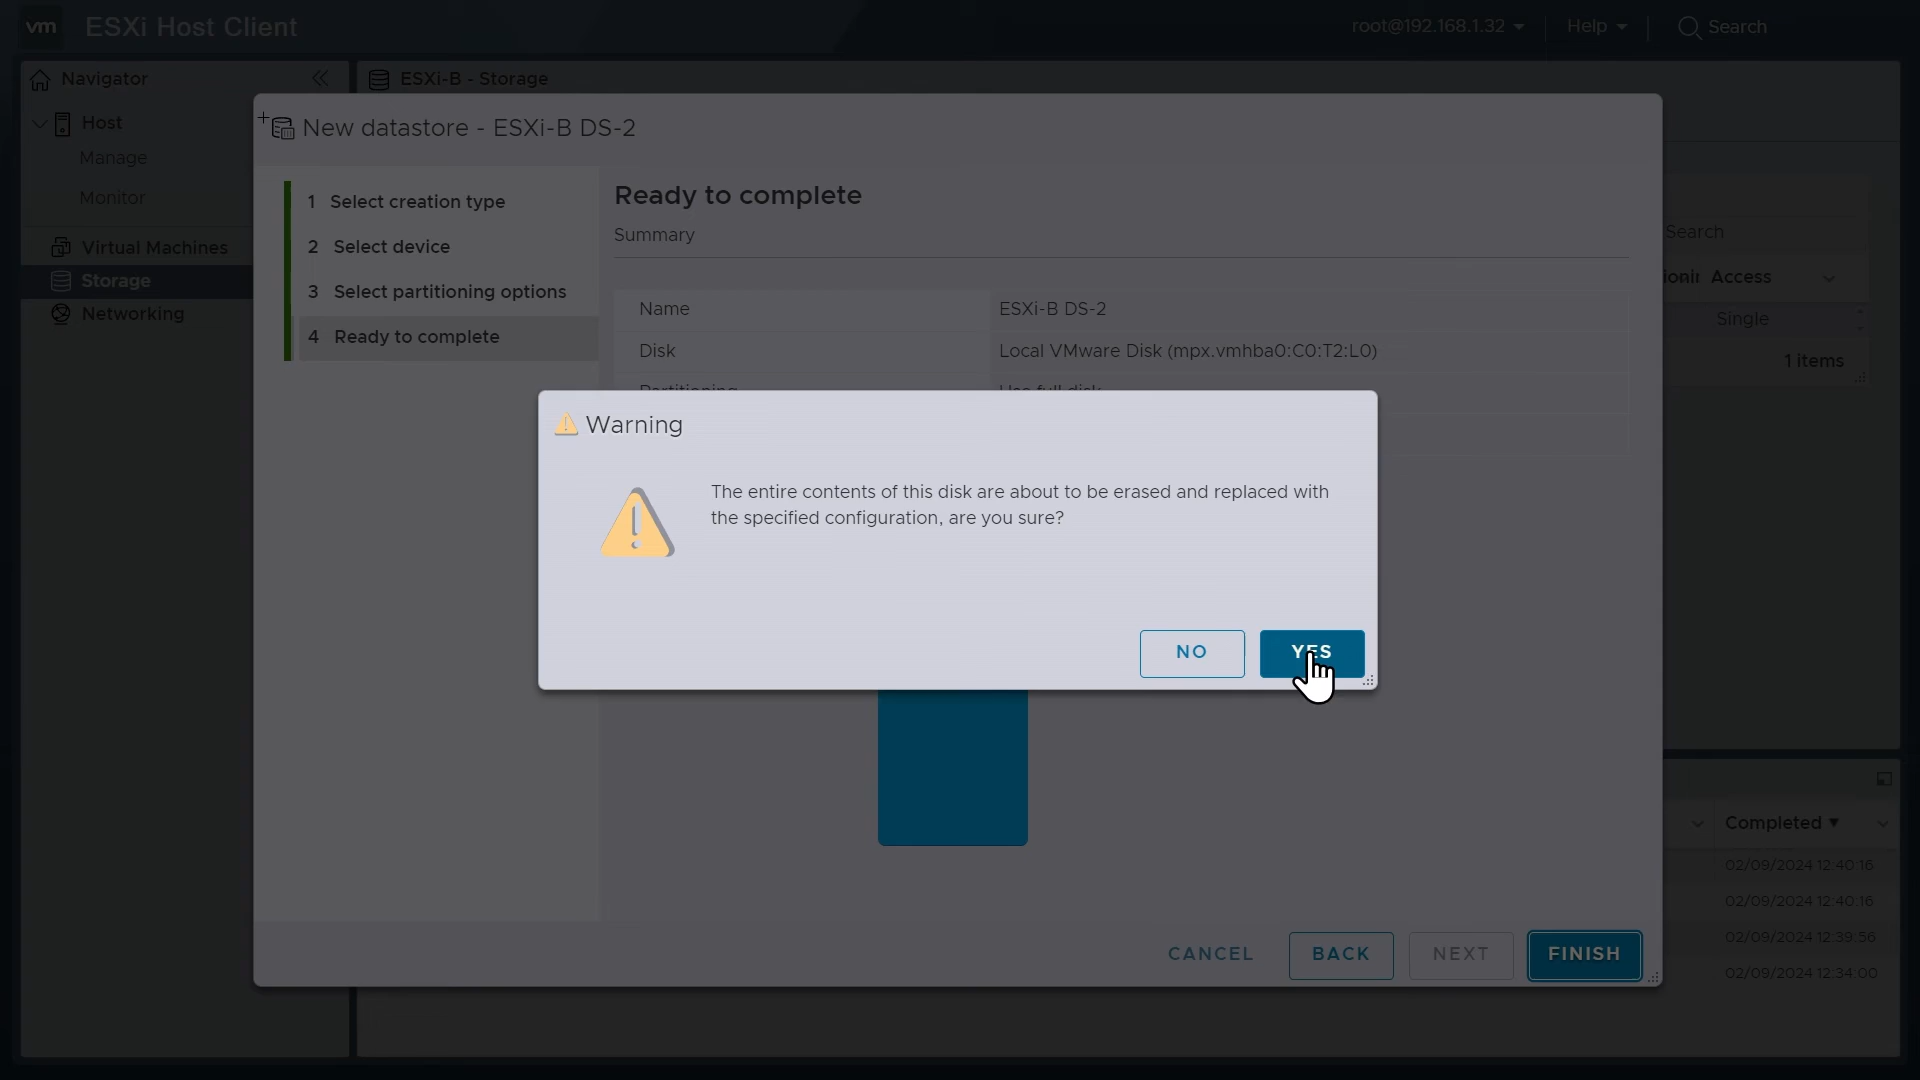 vm ESXi Host Client
root@192.168.1.32
Help
Search
Navigator
ESXi-B - Storage
Host
Manage
Monitor
Virtual Machines
Storage
Networking
New datastore - ESXi-B DS-2
1 Select creation type
2 Select device
3 Select partitioning options
4 Ready to complete
Ready to complete
Summary
Name ESXi-B DS-2
Disk Local VMware Disk (mpx.vmhba0:C0:T2:L0)
Partitioning Use full disk
Search
Access
Single
1 items
Warning
The entire contents of this disk are about to be erased and replaced with
the specified configuration, are you sure?
NO
YES
Completed
02/09/2024 12:40:16
02/09/2024 12:40:16
02/09/2024 12:39:56
02/09/2024 12:34:00
CANCEL
BACK
NEXT
FINISH